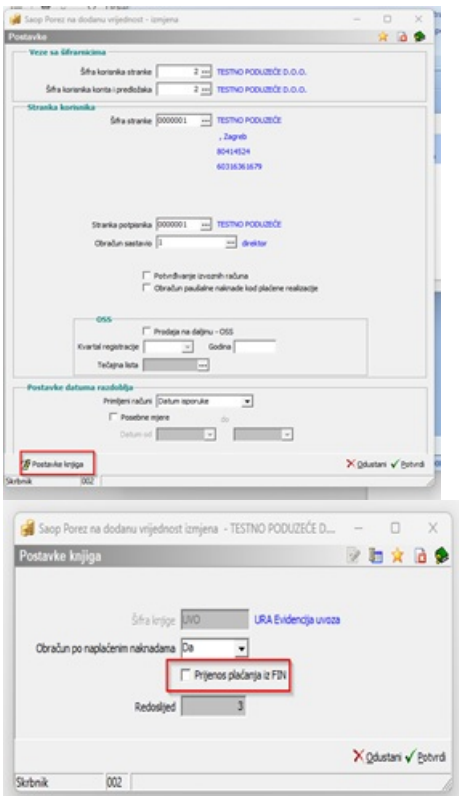 Saop Porez na dodanu vrijednost - izmjena
Postavke
Veze sa šifrarnicima
Šifra korisnika stranke 2 ... TESTNO PODUZEĆE D.O.O.
Šifra korisnika konta i predložaka 2 ... TESTNO PODUZEĆE D.O.O.
Stranka korisnika
Šifra stranke 0000001 ... TESTNO PODUZEĆE
, Zagreb
80414524
60316361679
Stranka potpisnika 0000001 ... TESTNO PODUZEĆE
Obračun sastavio 1 ... direktor
Potvrđivanje izvoznih računa
Obračun paušalne naknade kod plaćene realizacije
OSS
Prodaja na daljinu - OSS
Kvartal registracije Godina
Tečajna lista ...
Postavke datuma razdoblja
Primljeni računi Datum isporuke
Posebne mjere do
Datum od
Postavke knjiga Odustani Potvrdi
Skrbnik 002
Saop Porez na dodanu vrijednost izmjena - TESTNO PODUZEĆE D....
Postavke knjiga
Šifra knjige UVO URA Evidencija uvoza
Obračun po naplaćenim naknadama Da
Prijenos plaćanja iz FIN
Redoslijed 3
Odustani Potvrdi
Skrbnik 002